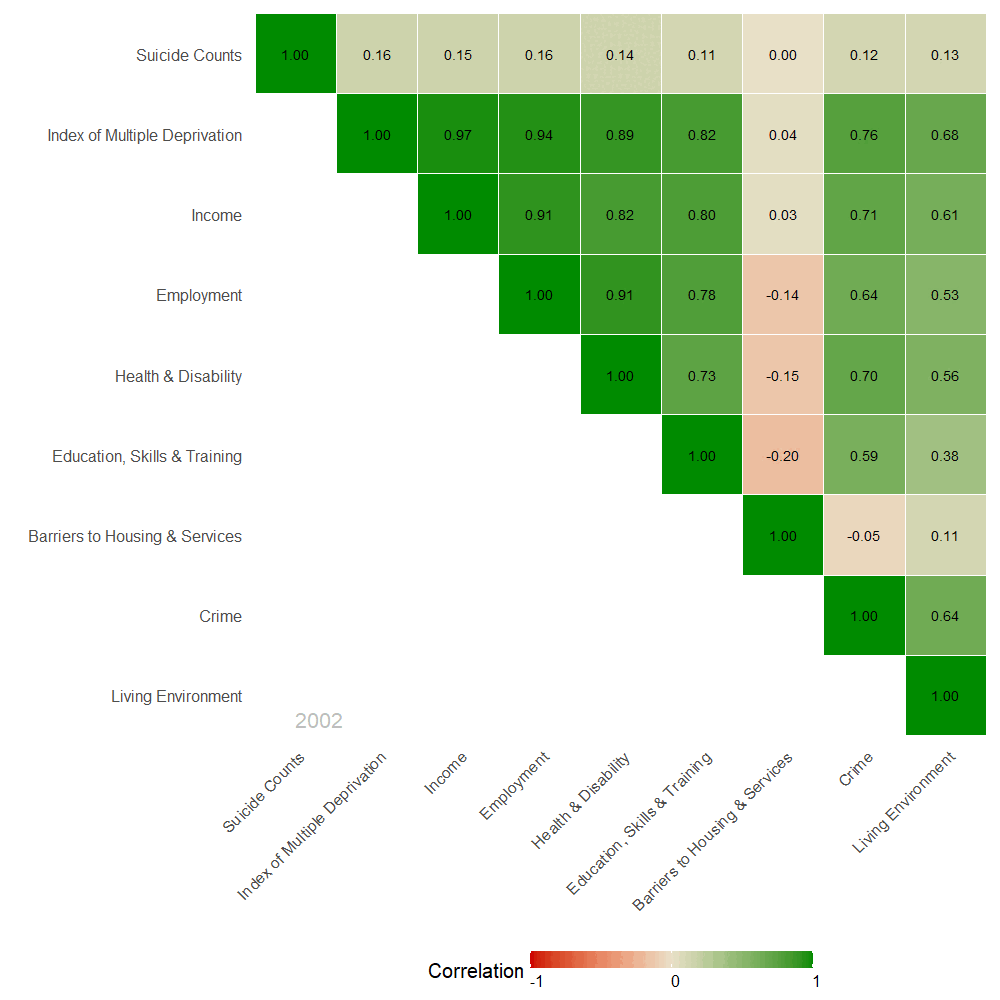 Suicide Counts 1.00 0.16 0.15 0.16 0.14 0.11 0.00 0.12 0.13
Index of Multiple Deprivation 1.00 0.97 0.94 0.89 0.82 0.04 0.76 0.68
Income 1.00 0.91 0.82 0.80 0.03 0.71 0.61
Employment 1.00 0.91 0.78 -0.14 0.64 0.53
Health & Disability 1.00 0.73 -0.15 0.70 0.56
Education, Skills & Training 1.00 -0.20 0.59 0.38
Barriers to Housing & Services 1.00 -0.05 0.11
Crime 1.00 0.64
Living Environment 1.00
2002
Suicide Counts
Index of Multiple Deprivation
Income
Employment
Health & Disability
Education, Skills & Training
Barriers to Housing & Services
Crime
Living Environment
Correlation
-1 0 1